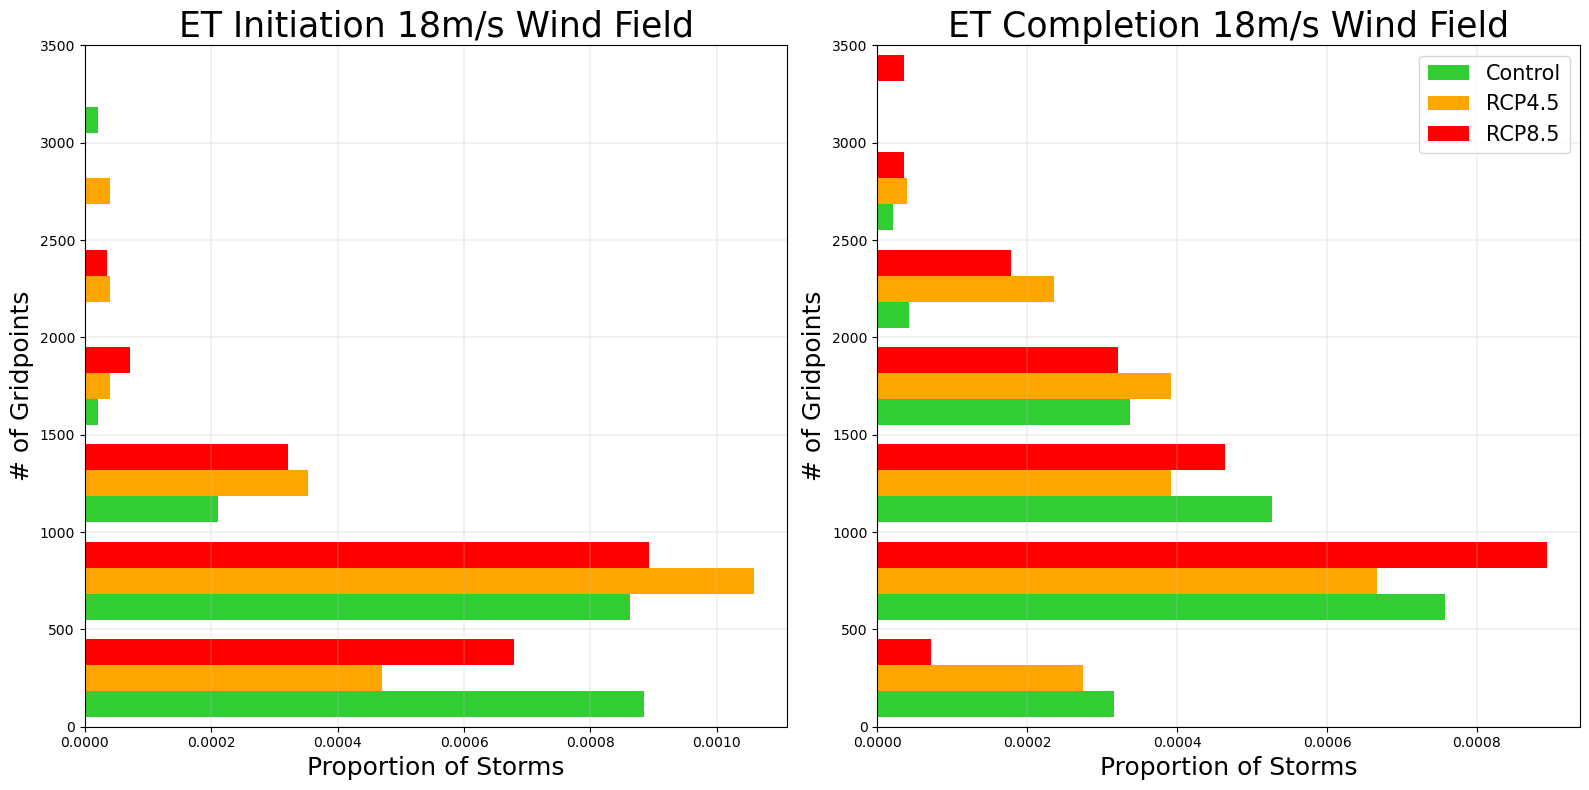 ET Initiation 18m/s Wind Field
3500
3000
2500
2000
1500
1000
500
0
# of Gridpoints
0.0000 0.0002 0.0004 0.0006 0.0008 0.0010
Proportion of Storms
ET Completion 18m/s Wind Field
Control
RCP4.5
RCP8.5
3500
3000
2500
2000
1500
1000
500
0
# of Gridpoints
0.0000 0.0002 0.0004 0.0006 0.0008
Proportion of Storms